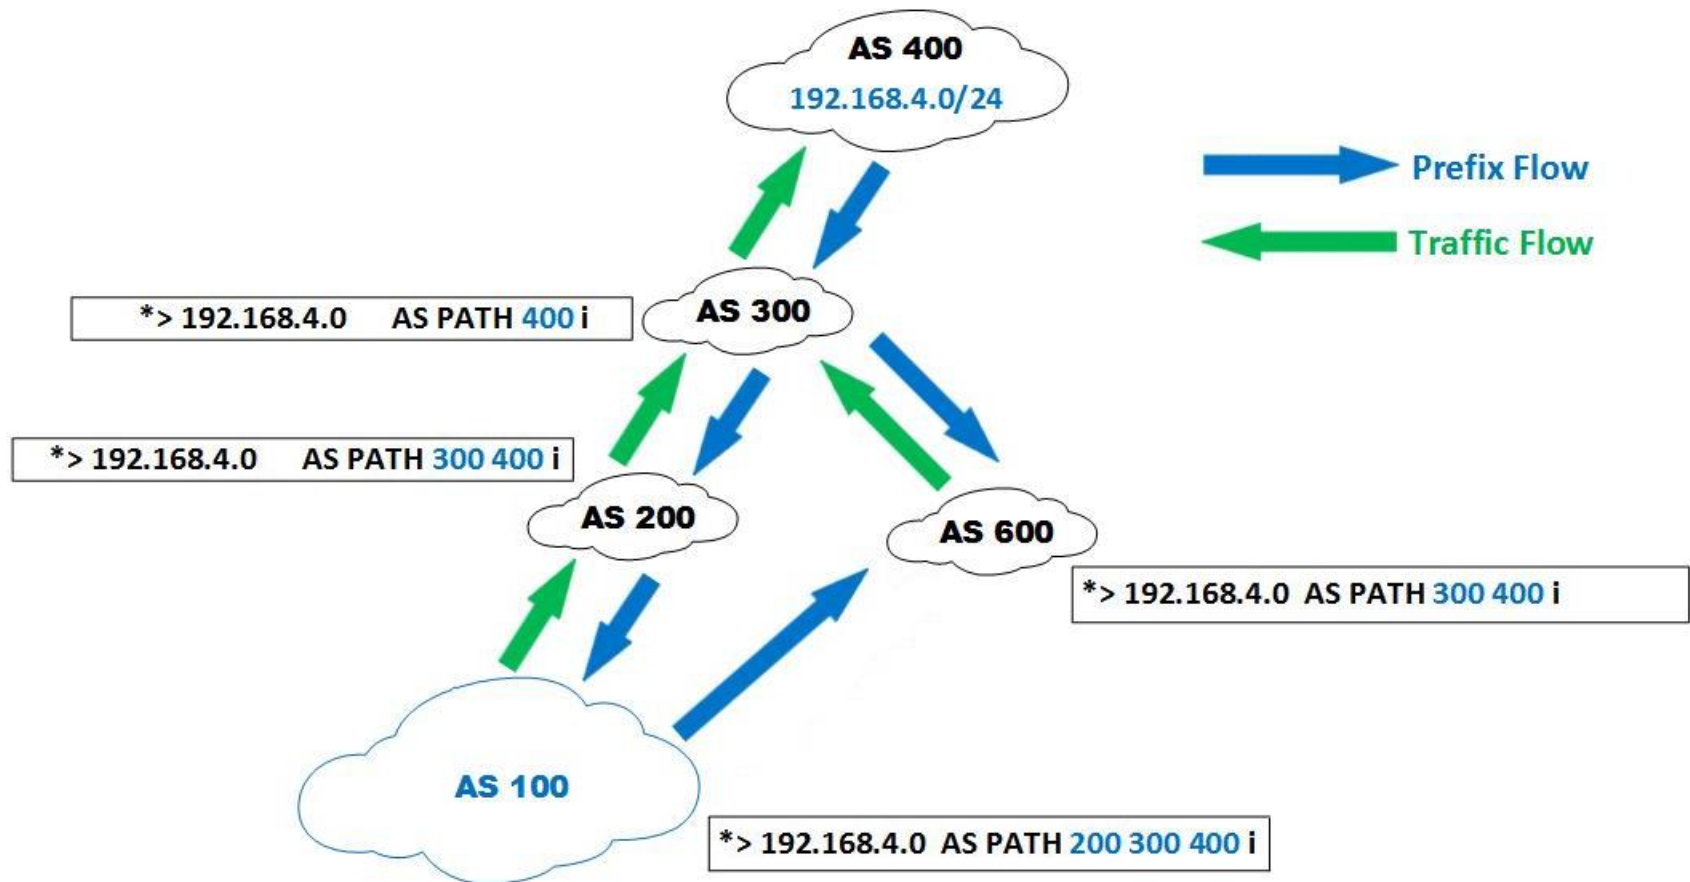 AS 400
192.168.4.0/24
Prefix Flow
Traffic Flow
*> 192.168.4.0 AS PATH 400 i
AS 300
*> 192.168.4.0 AS PATH 300 400 i
AS 200
AS 600
*> 192.168.4.0 AS PATH 300 400 i
AS 100
*> 192.168.4.0 AS PATH 200 300 400 i